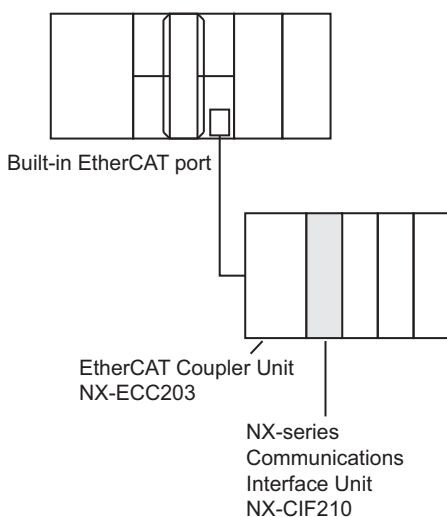 Built-in EtherCAT port
EtherCAT Coupler Unit
NX-ECC203
NX-series
Communications
Interface Unit
NX-CIF210